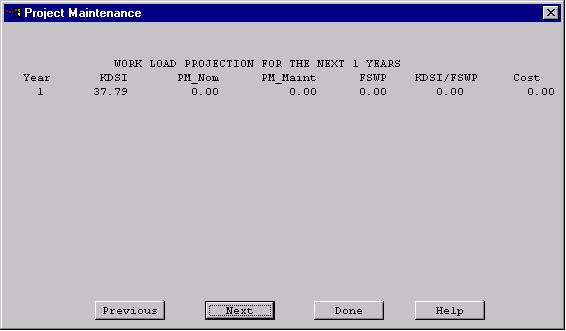 Project Maintenance
WORK LOAD PROJECTION FOR THE NEXT 1 YEARS
Year KDSI PM_Nom PM_Maint FSWP KDSI/FSWP Cost
1 37.79 0.00 0.00 0.00 0.00 0.00
Previous Next Done Help